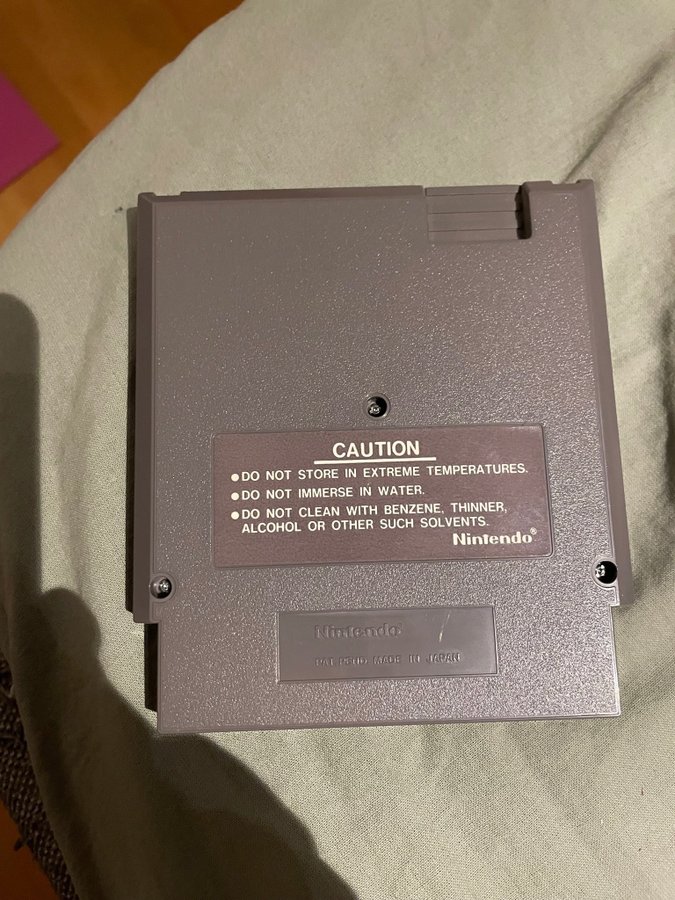 CAUTION
●DO NOT STORE IN EXTREME TEMPERATURES.
●DO NOT IMMERSE IN WATER.
●DO NOT CLEAN WITH BENZENE, THINNER,
ALCOHOL OR OTHER SUCH SOLVENTS.
Nintendo®
Nintendo®
PAT. PEND. MADE IN JAPAN